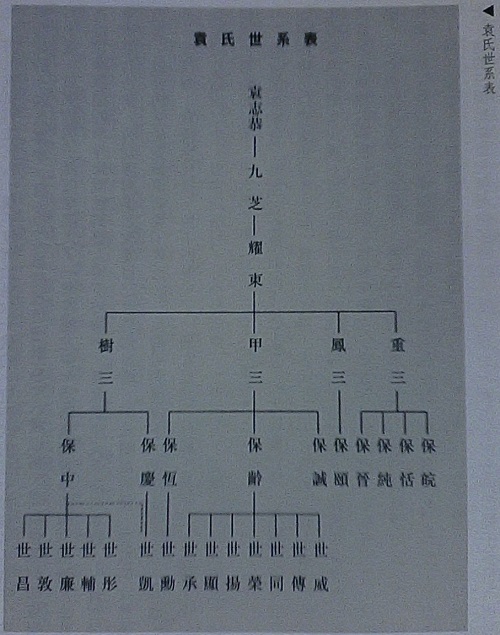 ◀袁氏世系表
袁氏世系表
袁志恭
九芝
耀東
樹三
甲三
鳳三
重三
保中
保慶
保恆
保齡
保誠
保頤
保晉
保純
保恬
保皖
世昌
世敦
世廉
世輔
世彤
世凱
世勳
世承
世顯
世揚
世榮
世同
世傳
世威